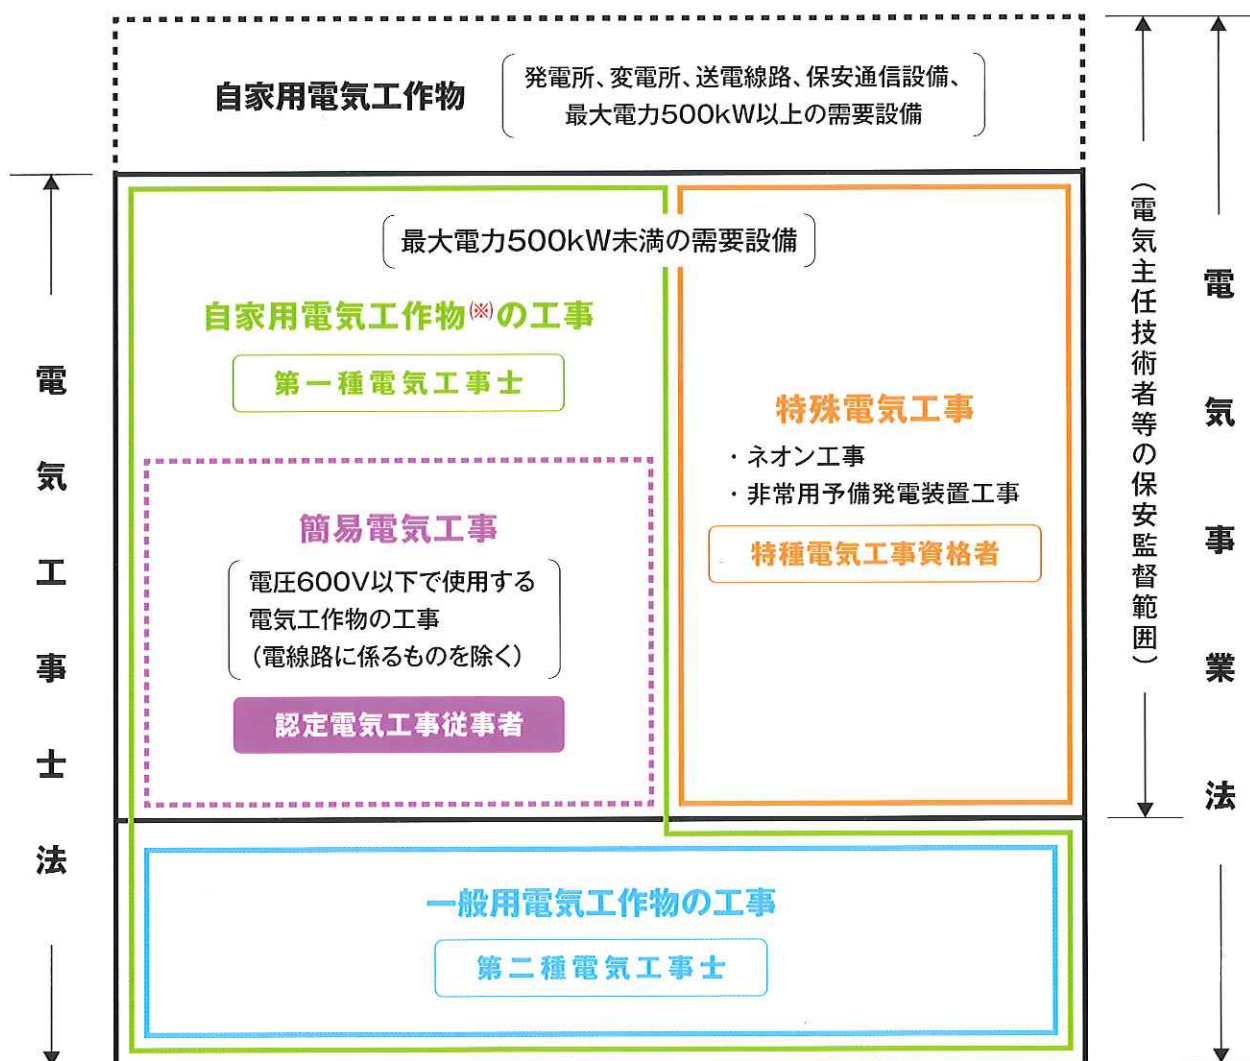 自家用電気工作物
発電所、変電所、送電線路、保安通信設備、
最大電力500kW以上の需要設備
最大電力500kW未満の需要設備
自家用電気工作物(※)の工事
第一種電気工事士
特殊電気工事
・ネオン工事
・非常用予備発電装置工事
特種電気工事資格者
簡易電気工事
電圧600V以下で使用する
電気工作物の工事
(電線路に係るものを除く)
認定電気工事従事者
一般用電気工作物の工事
第二種電気工事士
電気工事士法
(電気主任技術者等の保安監督範囲)
電気事業法